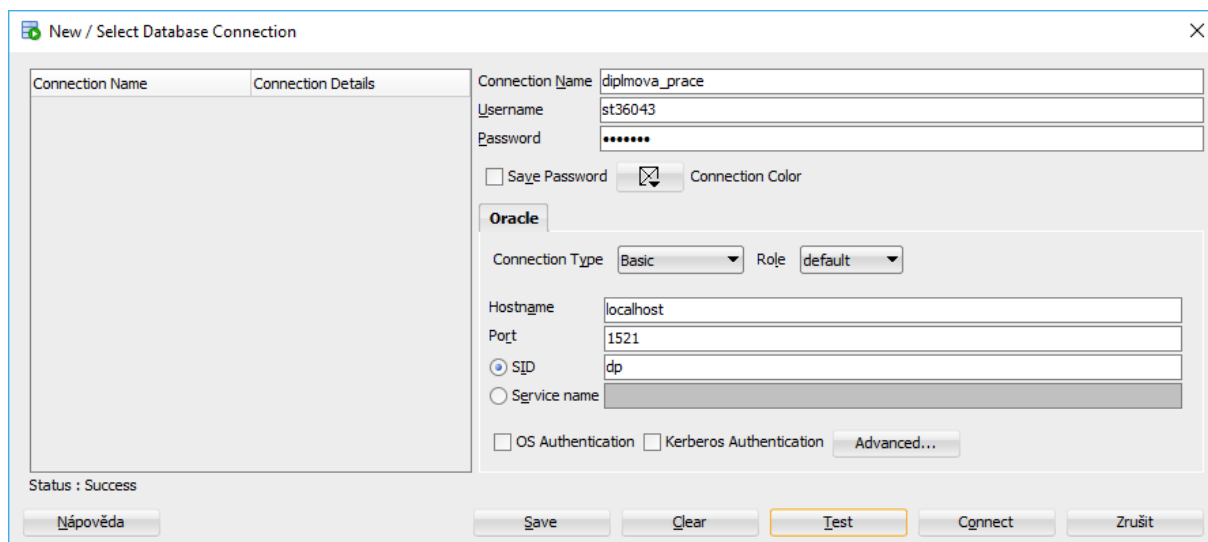 New / Select Database Connection
Connection Name Connection Details
Connection Name diplmova_prace
Username st36043
Password •••••••
Save Password Connection Color
Oracle
Connection Type Basic Role default
Hostname localhost
Port 1521
SID dp
Service name
OS Authentication Kerberos Authentication Advanced...
Status : Success
Nápověda Save Clear Test Connect Zrušit